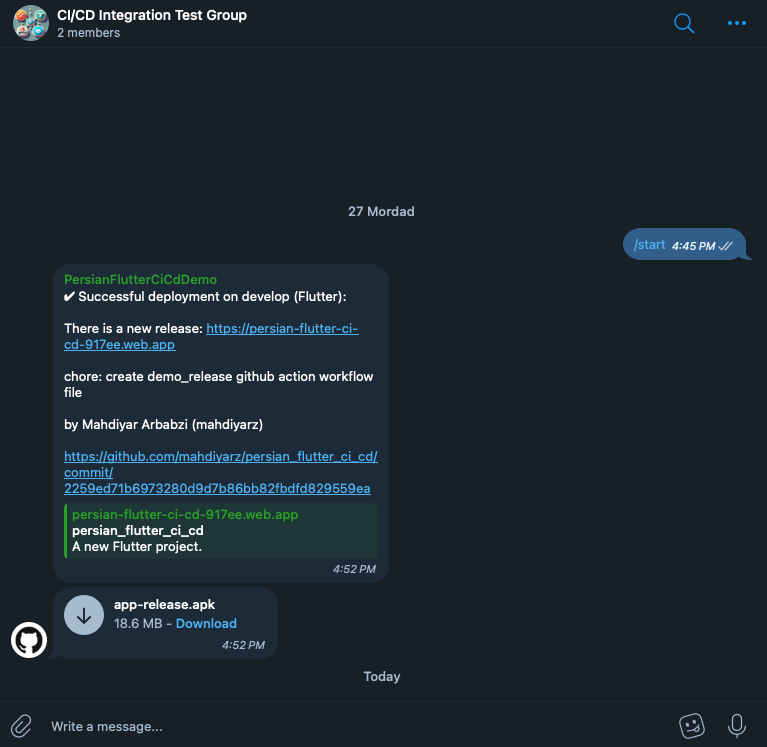 CI/CD Integration Test Group
2 members
27 Mordad
/start 4:45 PM
PersianFlutterCiCdDemo
✔ Successful deployment on develop (Flutter):
There is a new release: https://persian-flutter-ci-
cd-917ee.web.app
chore: create demo_release github action workflow
file
by Mahdiyar Arbabzi (mahdiyarz)
https://github.com/mahdiyarz/persian_flutter_ci_cd/
commit/
2259ed71b6973280d9d7b86bb82fbdfd829559ea
persian-flutter-ci-cd-917ee.web.app
persian_flutter_ci_cd
A new Flutter project.
4:52 PM
app-release.apk
18.6 MB - Download
4:52 PM
Today
Write a message...